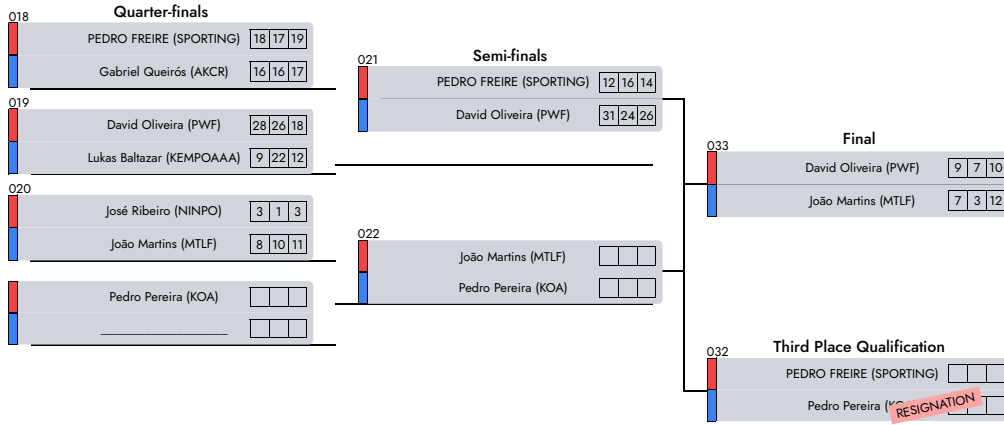 Quarter-finals
018
PEDRO FREIRE (SPORTING) 18 17 19
Gabriel Queirós (AKCR) 16 16 17
019
David Oliveira (PWF) 28 26 18
Lukas Baltazar (KEMPOAAA) 9 22 12
020
José Ribeiro (NINPO) 3 1 3
João Martins (MTLF) 8 10 11
Pedro Pereira (KOA)
Semi-finals
021
PEDRO FREIRE (SPORTING) 12 16 14
David Oliveira (PWF) 31 24 26
022
João Martins (MTLF)
Pedro Pereira (KOA)
Final
033
David Oliveira (PWF) 9 7 10
João Martins (MTLF) 7 3 12
Third Place Qualification
032
PEDRO FREIRE (SPORTING)
Pedro Pereira
RESIGNATION